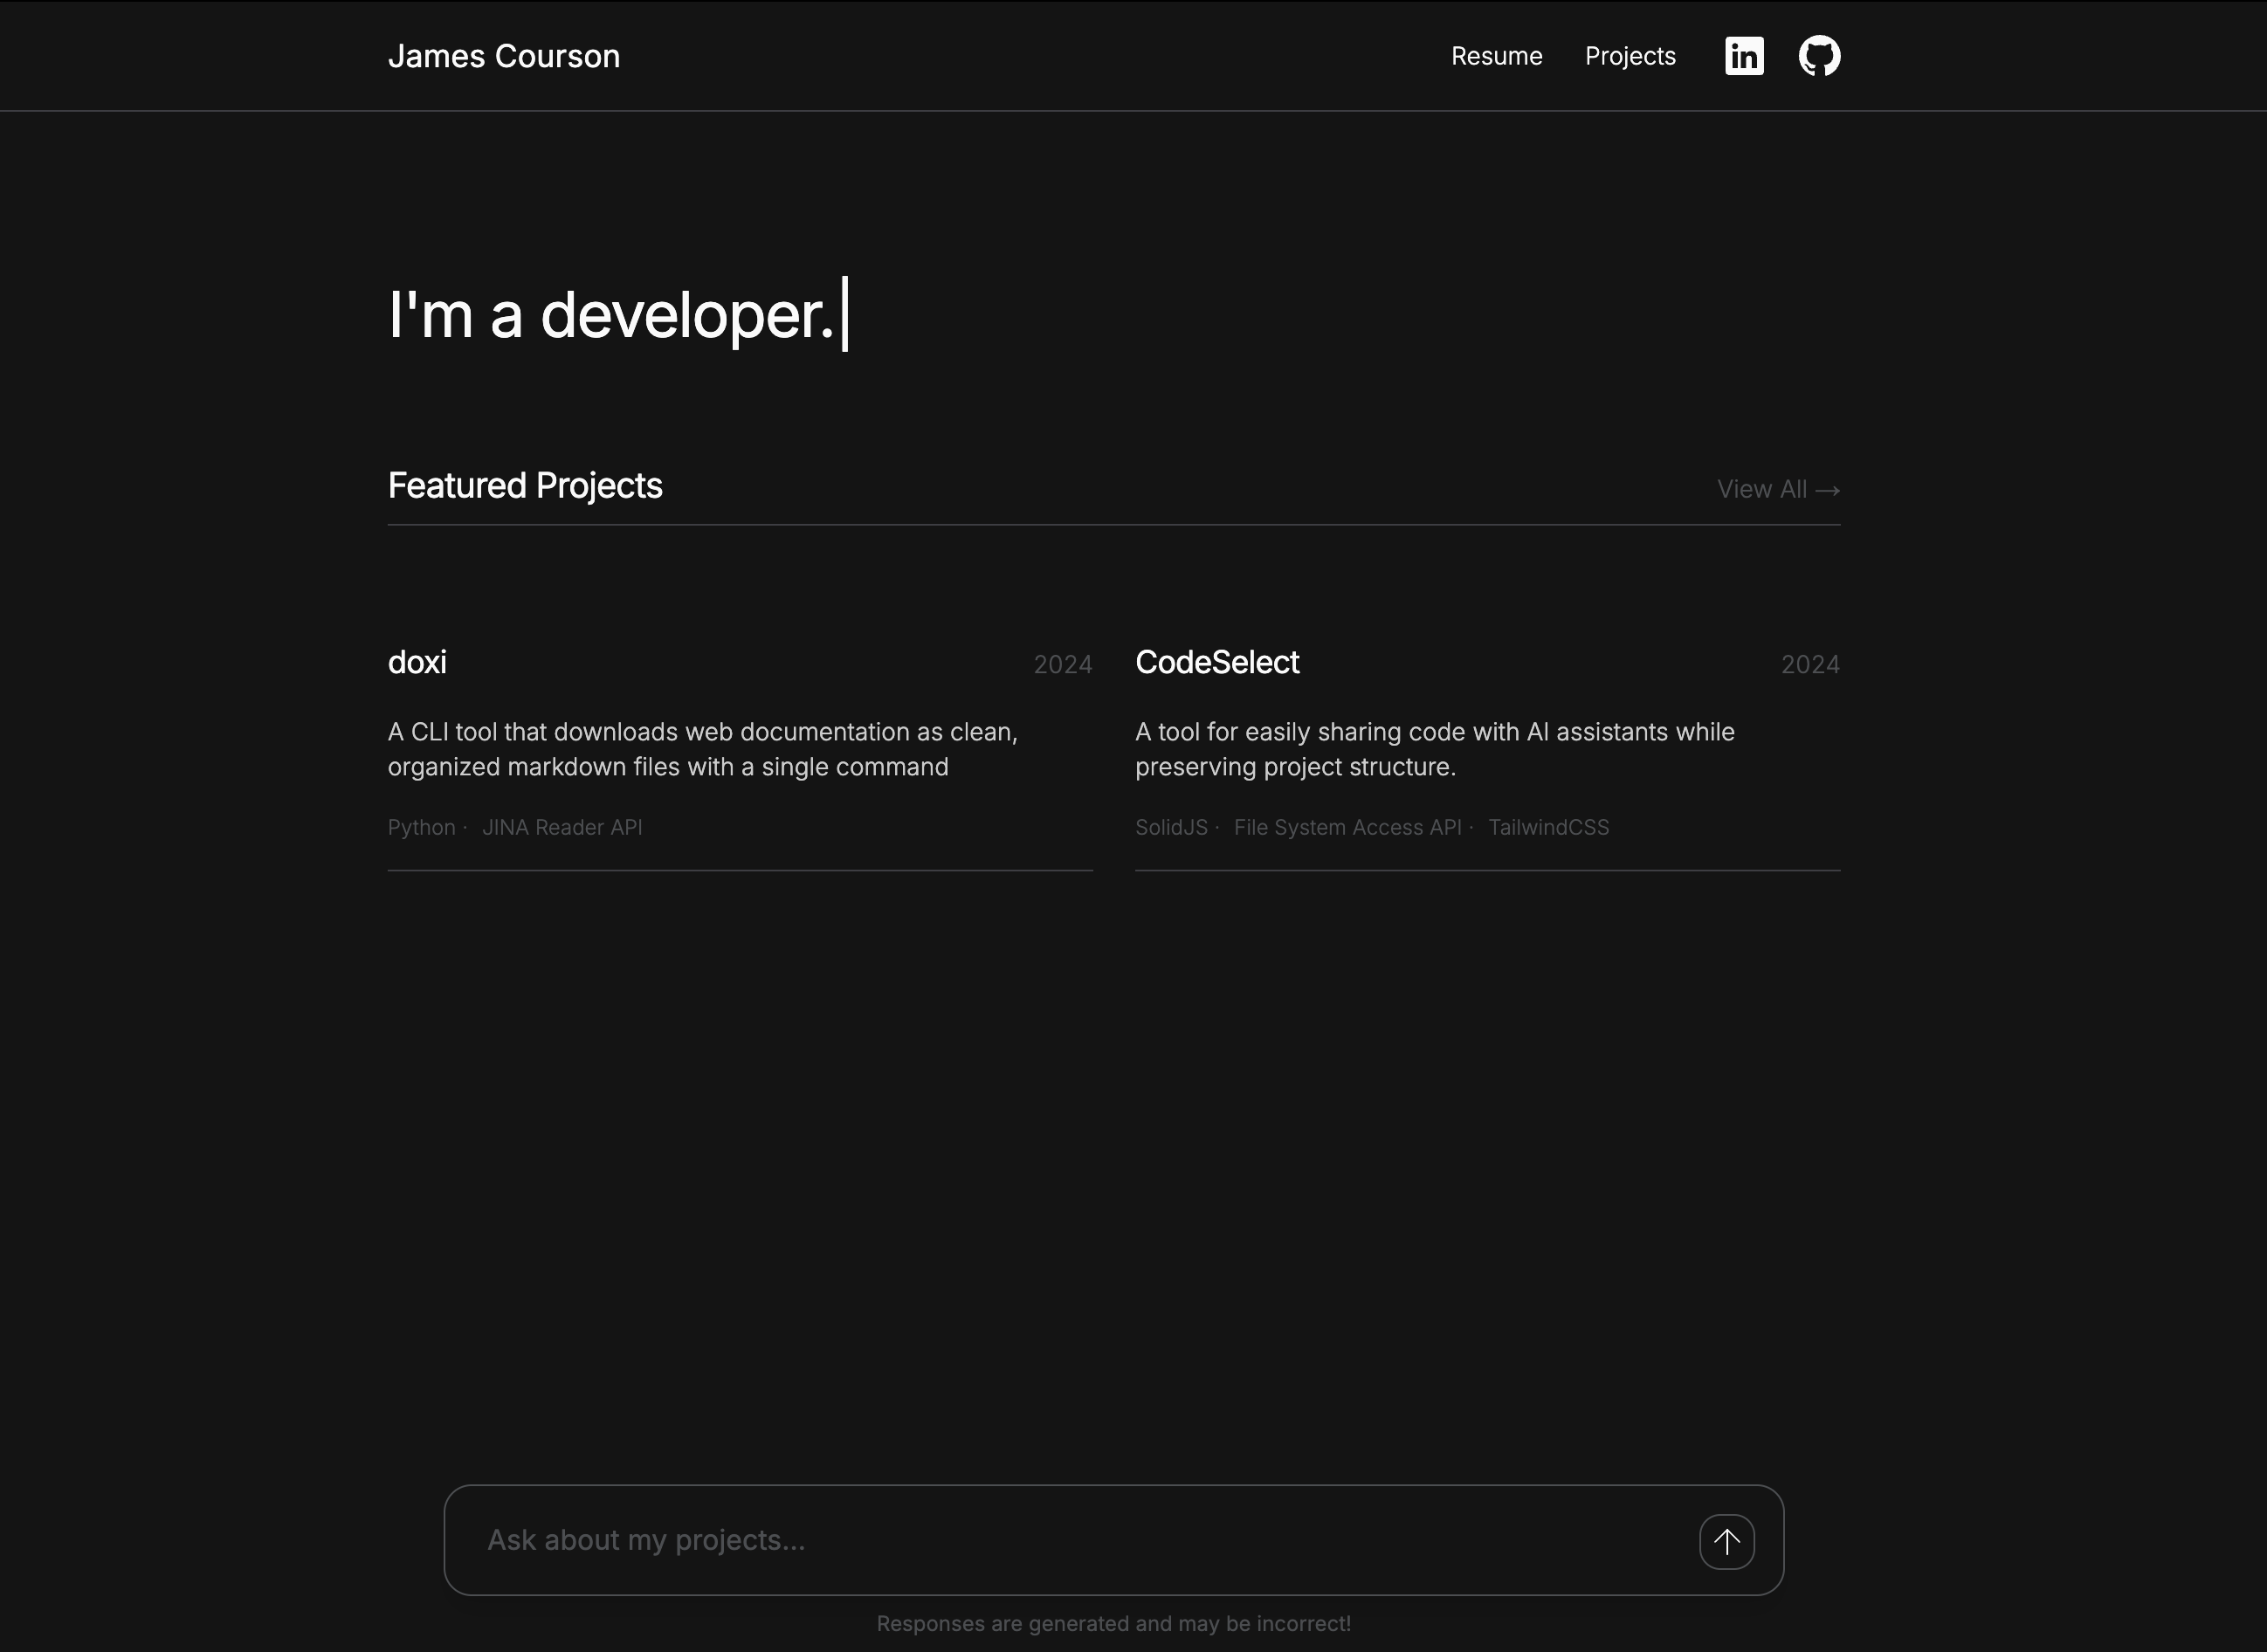 James Courson
Resume
Projects
in
I'm a developer.
Featured Projects
View All →
doxi
2024
A CLI tool that downloads web documentation as clean,
organized markdown files with a single command
Python · JINA Reader API
CodeSelect
2024
A tool for easily sharing code with AI assistants while
preserving project structure.
SolidJS · File System Access API · TailwindCSS
Ask about my projects...
Responses are generated and may be incorrect!